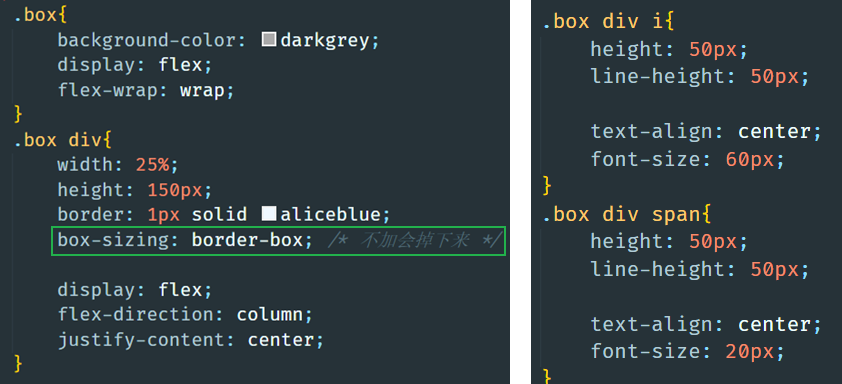 .box{
background-color: darkgrey;
display: flex;
flex-wrap: wrap;
}
.box div{
width: 25%;
height: 150px;
border: 1px solid aliceblue;
box-sizing: border-box; /* 不加会掉下来 */
display: flex;
flex-direction: column;
justify-content: center;
}
.box div i{
height: 50px;
line-height: 50px;
text-align: center;
font-size: 60px;
}
.box div span{
height: 50px;
line-height: 50px;
text-align: center;
font-size: 20px;
}